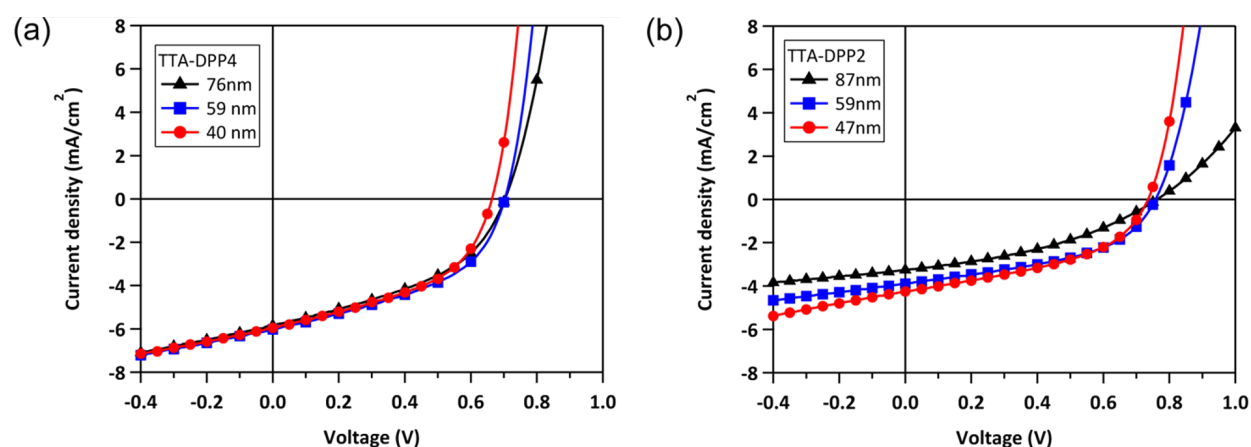 (a)
TTA-DPP4
76nm
59 nm
40 nm
Current density (mA/cm²)
8
6
4
2
0
-2
-4
-6
-8
-0.4
-0.2
0.0
0.2
0.4
0.6
0.8
1.0
Voltage (V)
(b)
TTA-DPP2
87nm
59nm
47nm
Current density (mA/cm²)
8
6
4
2
0
-2
-4
-6
-8
-0.4
-0.2
0.0
0.2
0.4
0.6
0.8
1.0
Voltage (V)